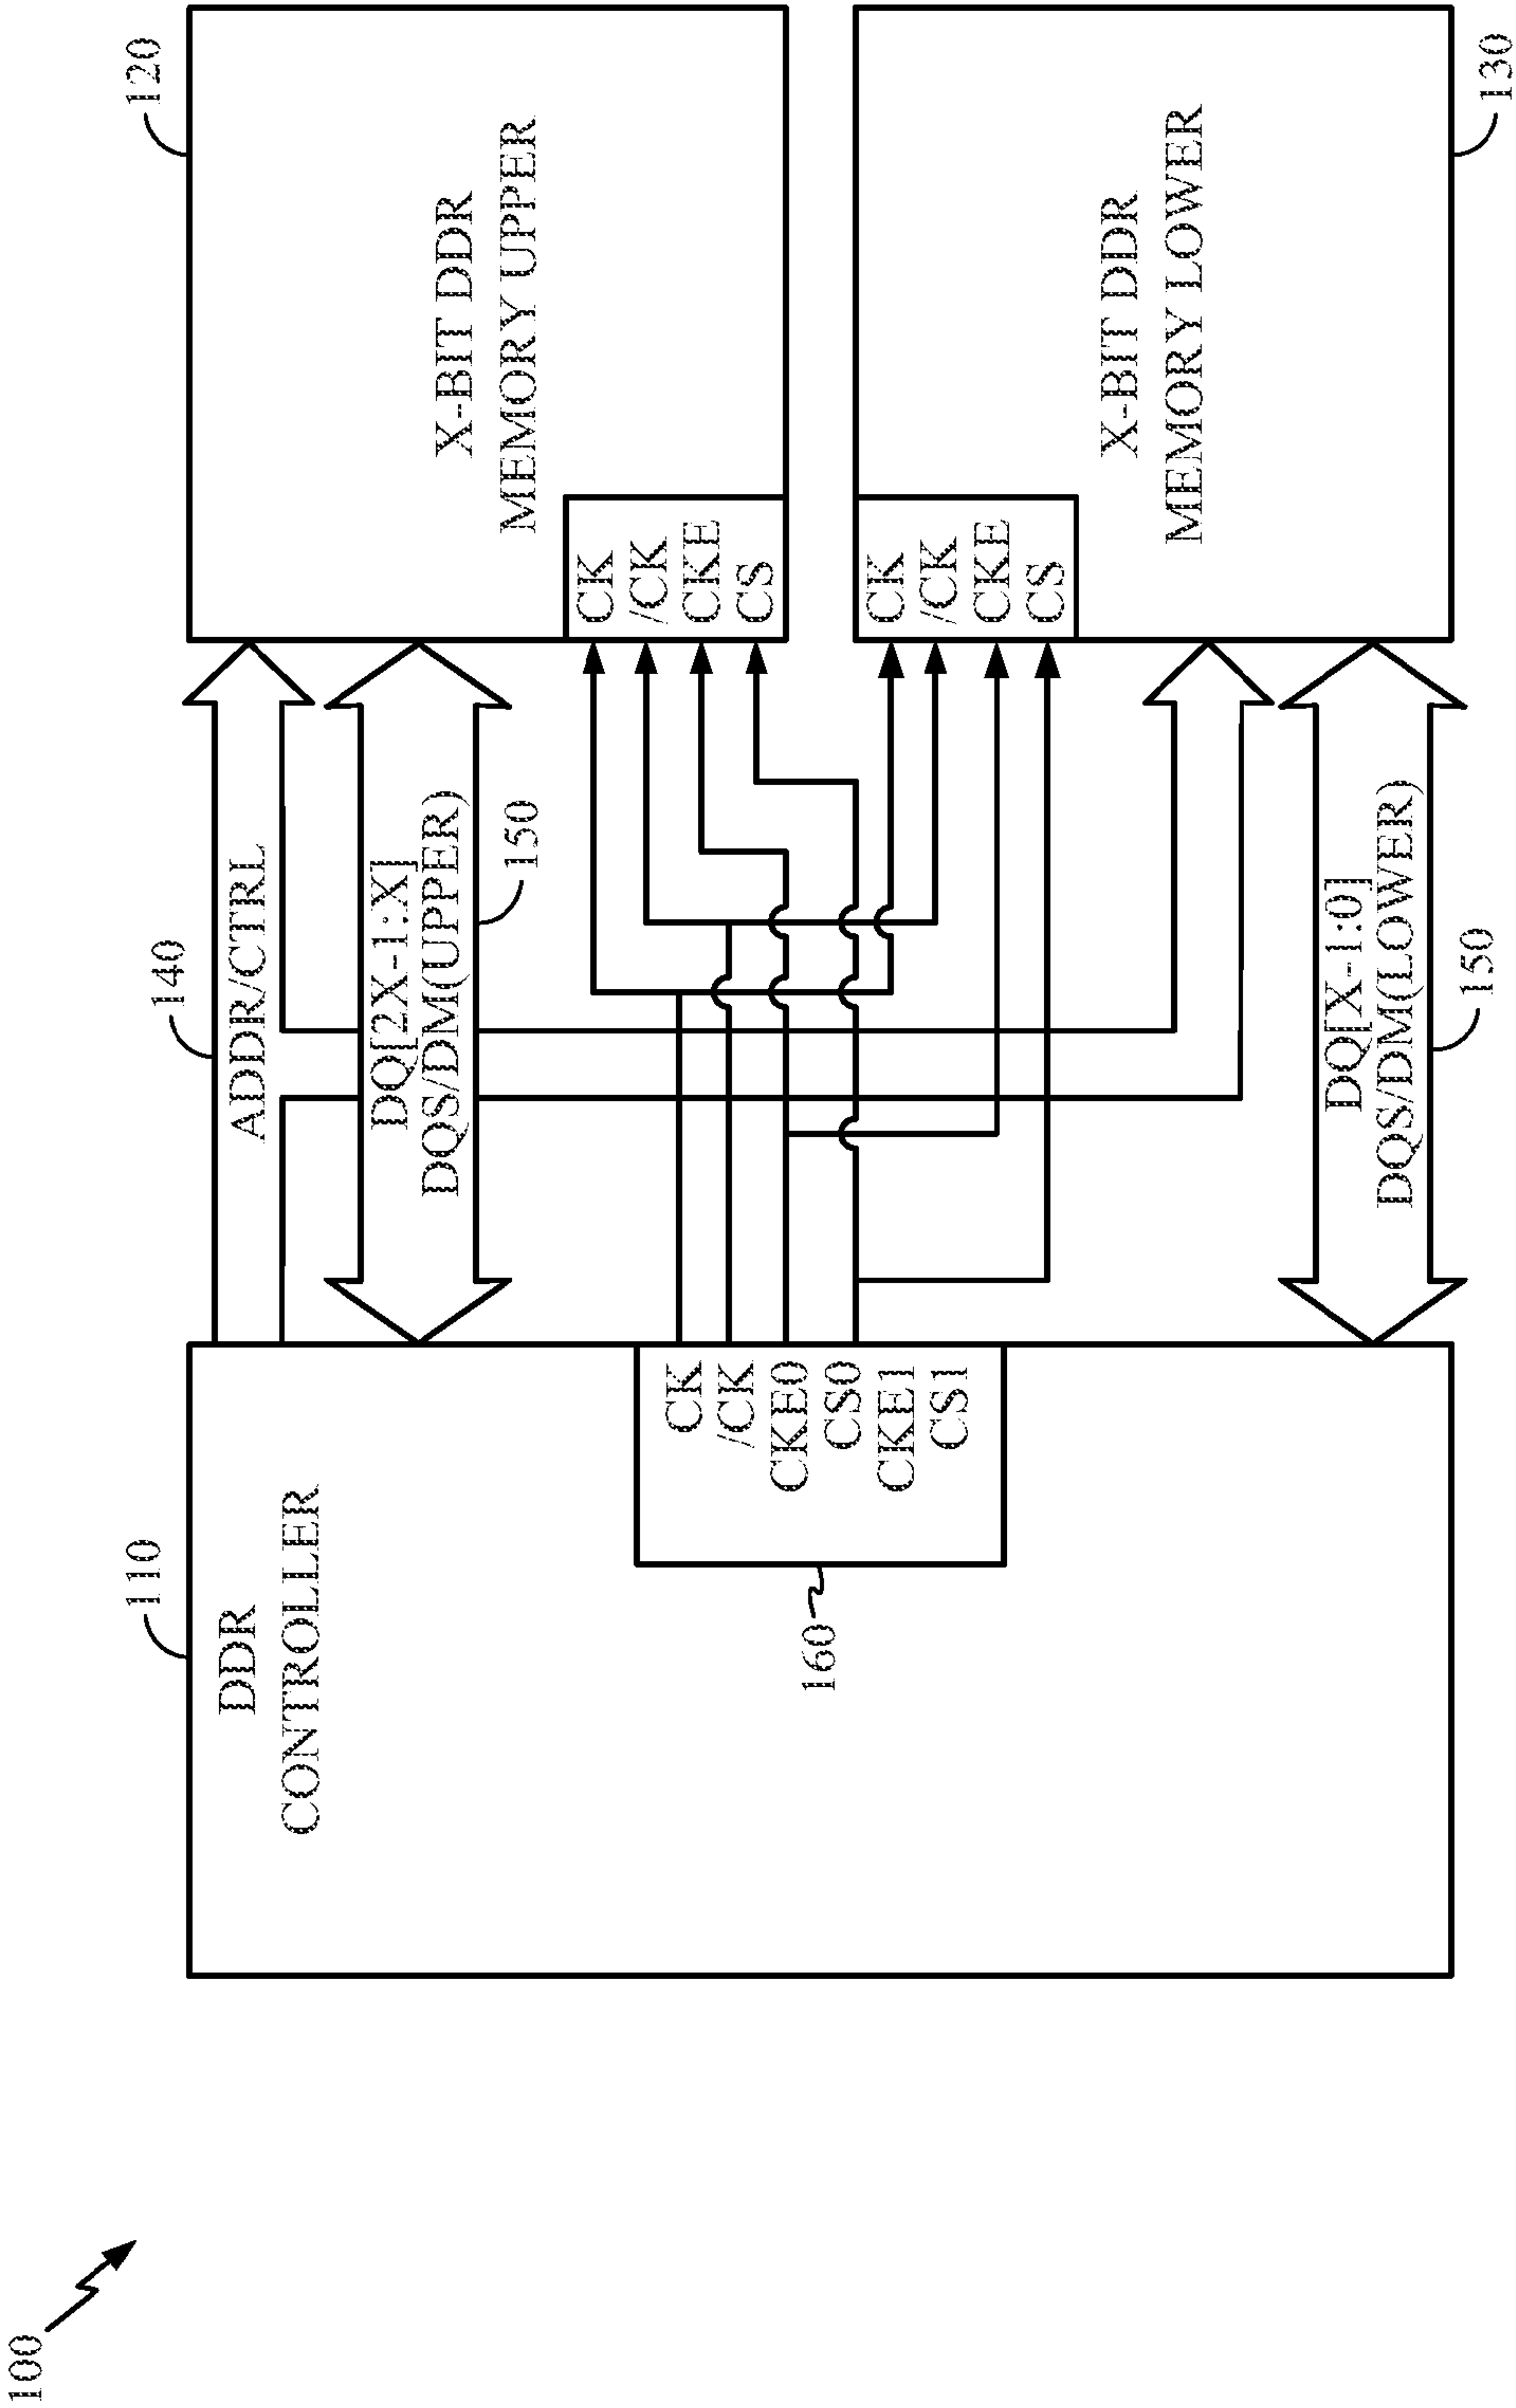 100
110
DDR
CONTROLLER
160
CK
/CK
CKE0
CS0
CKE1
CS1
140
ADDR/CTRL
DQ[2X-1:X]
DQS/DM(UPPER)
150
DQ[X-1:0]
DQS/DM(LOWER)
150
120
X-BIT DDR
MEMORY UPPER
CK
/CK
CKE
CS
X-BIT DDR
MEMORY LOWER
CK
/CK
CKE
CS
130